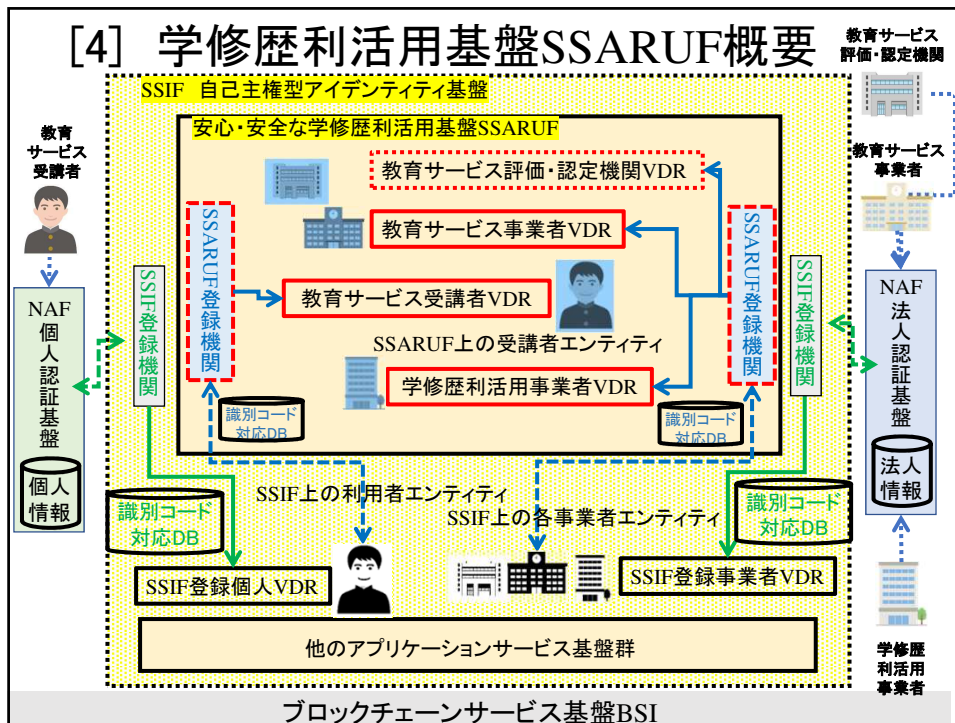 [4] 学修歴利活用基盤SSARUF概要
教育サービス
評価・認定機関
SSIF 自己主権型アイデンティティ基盤
安心・安全な学修歴利活用基盤SSARUF
教育
サービス
受講者
教育サービス
事業者
教育サービス評価・認定機関VDR
教育サービス事業者VDR
SSARUF登録機関
SSARUF登録機関
教育サービス受講者VDR
SSARUF上の受講者エンティティ
学修歴利活用事業者VDR
SSIF登録機関
SSIF登録機関
NAF
個人認証基盤
個人
情報
NAF
法人認証基盤
法人
情報
識別コード
対応DB
識別コード
対応DB
SSIF上の利用者エンティティ
SSIF上の各事業者エンティティ
識別コード
対応DB
識別コード
対応DB
SSIF登録個人VDR
SSIF登録事業者VDR
他のアプリケーションサービス基盤群
学修歴
利活用
事業者
ブロックチェーンサービス基盤BSI